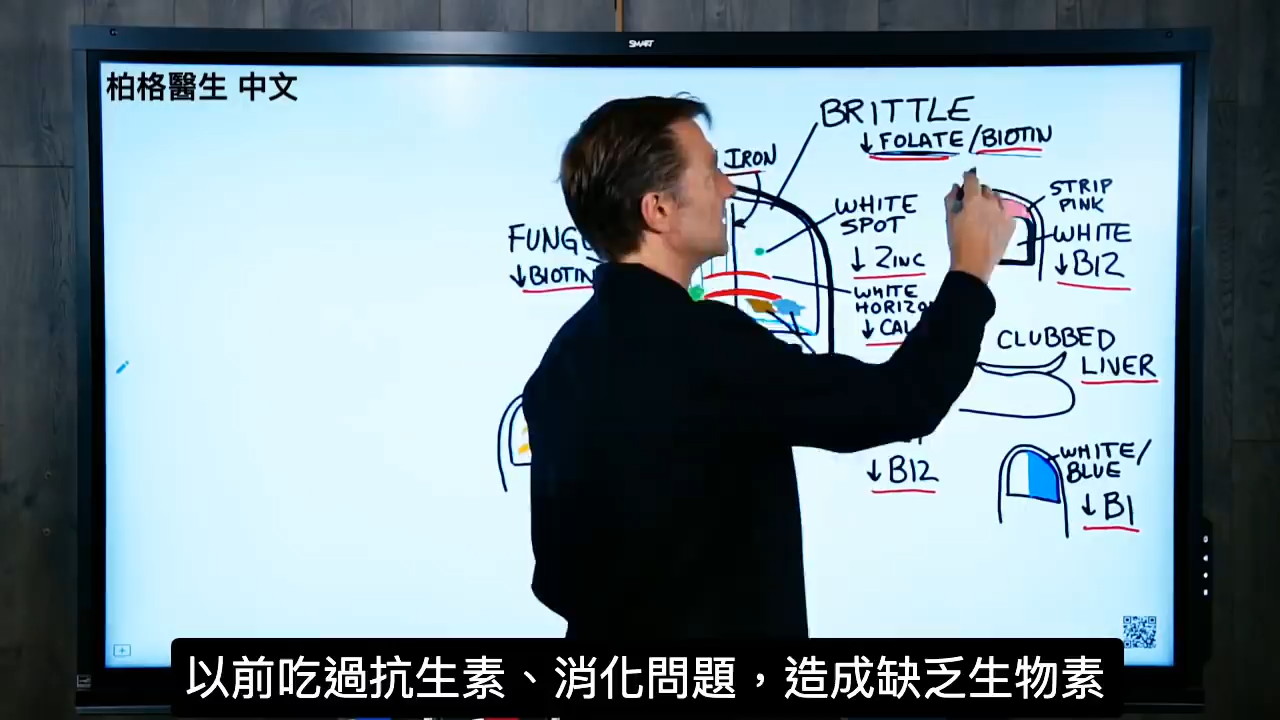 SMART
柏格醫生 中文
BRITTLE
↓ FOLATE / BIOTIN
IRON
WHITE
SPOT
↓ ZINC
STRIP
PINK
WHITE
↓ B12
↓ BIOTIN
WHITE
↓
CLUBBED
LIVER
↓ B12
WHITE/
BLUE
↓ B1
以前吃過抗生素、消化問題，造成缺乏生物素